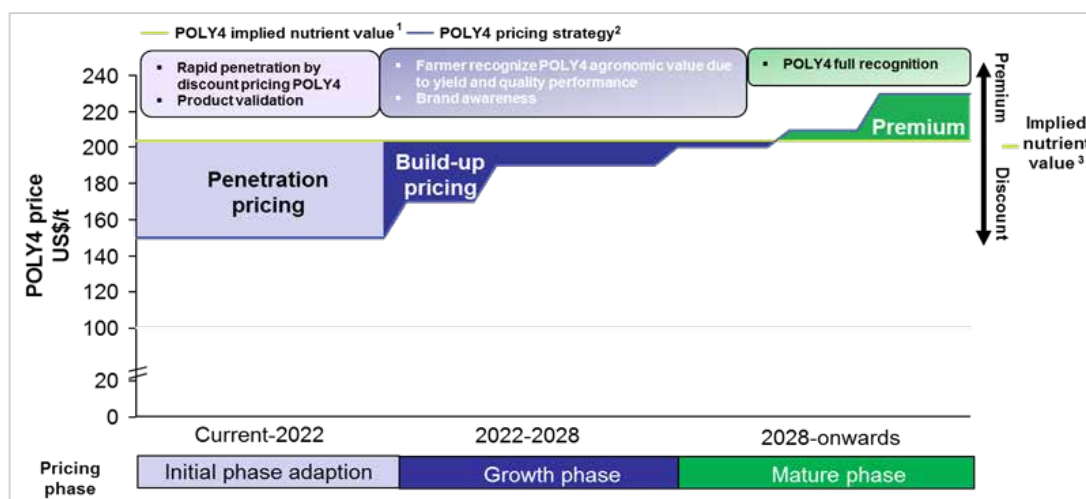 POLY4 implied nutrient value1
POLY4 pricing strategy2
▪ Rapid penetration by
discount pricing POLY4
▪ Product validation
▪ Farmer recognize POLY4 agronomic value due
to yield and quality performance
▪ Brand awareness
▪ POLY4 full recognition
POLY4 price
US$/t
240
220
200
180
160
140
120
100
20
0
Penetration
pricing
Build-up
pricing
Premium
Premium
Discount
Implied
nutrient
value3
Current-2022
2022-2028
2028-onwards
Pricing
phase
Initial phase adaption
Growth phase
Mature phase